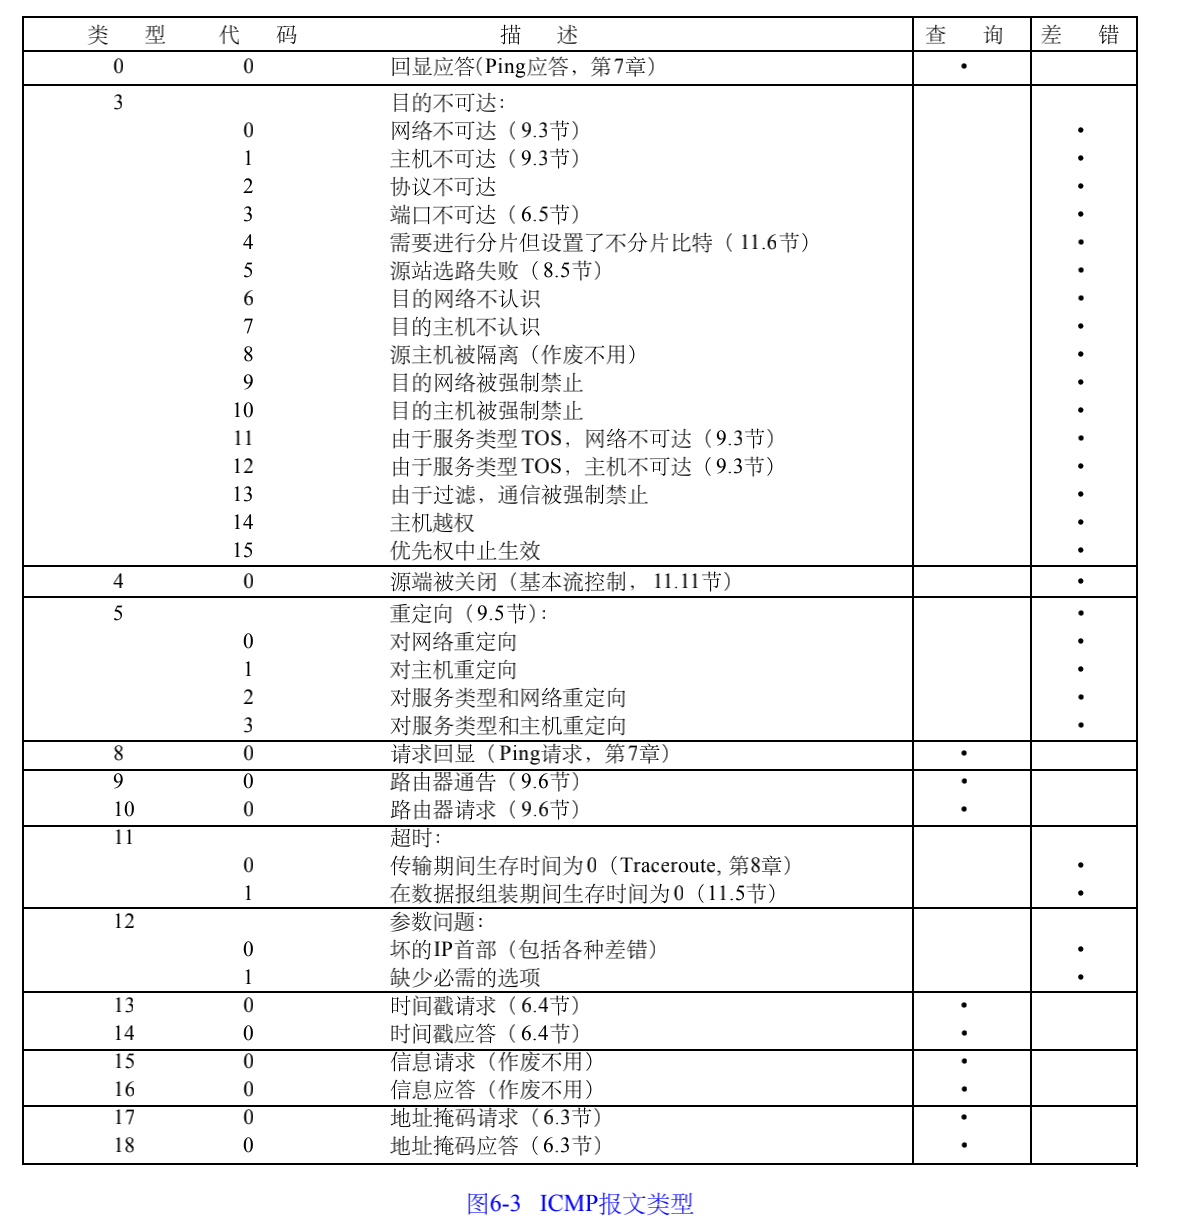 类 型 代 码 描 述 查 询 差 错
0 0 回显应答(Ping应答，第7章） •
3 目的不可达：
0 网络不可达（9.3节） •
1 主机不可达（9.3节） •
2 协议不可达 •
3 端口不可达（6.5节） •
4 需要进行分片但设置了不分片比特（11.6节） •
5 源站选路失败（8.5节） •
6 目的网络不认识 •
7 目的主机不认识 •
8 源主机被隔离（作废不用） •
9 目的网络被强制禁止 •
10 目的主机被强制禁止 •
11 由于服务类型TOS，网络不可达（9.3节） •
12 由于服务类型TOS，主机不可达（9.3节） •
13 由于过滤，通信被强制禁止 •
14 主机越权 •
15 优先权中止生效 •
4 0 源端被关闭（基本流控制，11.11节） •
5 重定向（9.5节）： •
0 对网络重定向 •
1 对主机重定向 •
2 对服务类型和网络重定向 •
3 对服务类型和主机重定向 •
8 0 请求回显（Ping请求，第7章） •
9 0 路由器通告（9.6节） •
10 0 路由器请求（9.6节） •
11 超时：
0 传输期间生存时间为0（Traceroute, 第8章） •
1 在数据报组装期间生存时间为0（11.5节） •
12 参数问题：
0 坏的IP首部（包括各种差错） •
1 缺少必需的选项 •
13 0 时间戳请求（6.4节） •
14 0 时间戳应答（6.4节） •
15 0 信息请求（作废不用） •
16 0 信息应答（作废不用） •
17 0 地址掩码请求（6.3节） •
18 0 地址掩码应答（6.3节） •
图6-3 ICMP报文类型